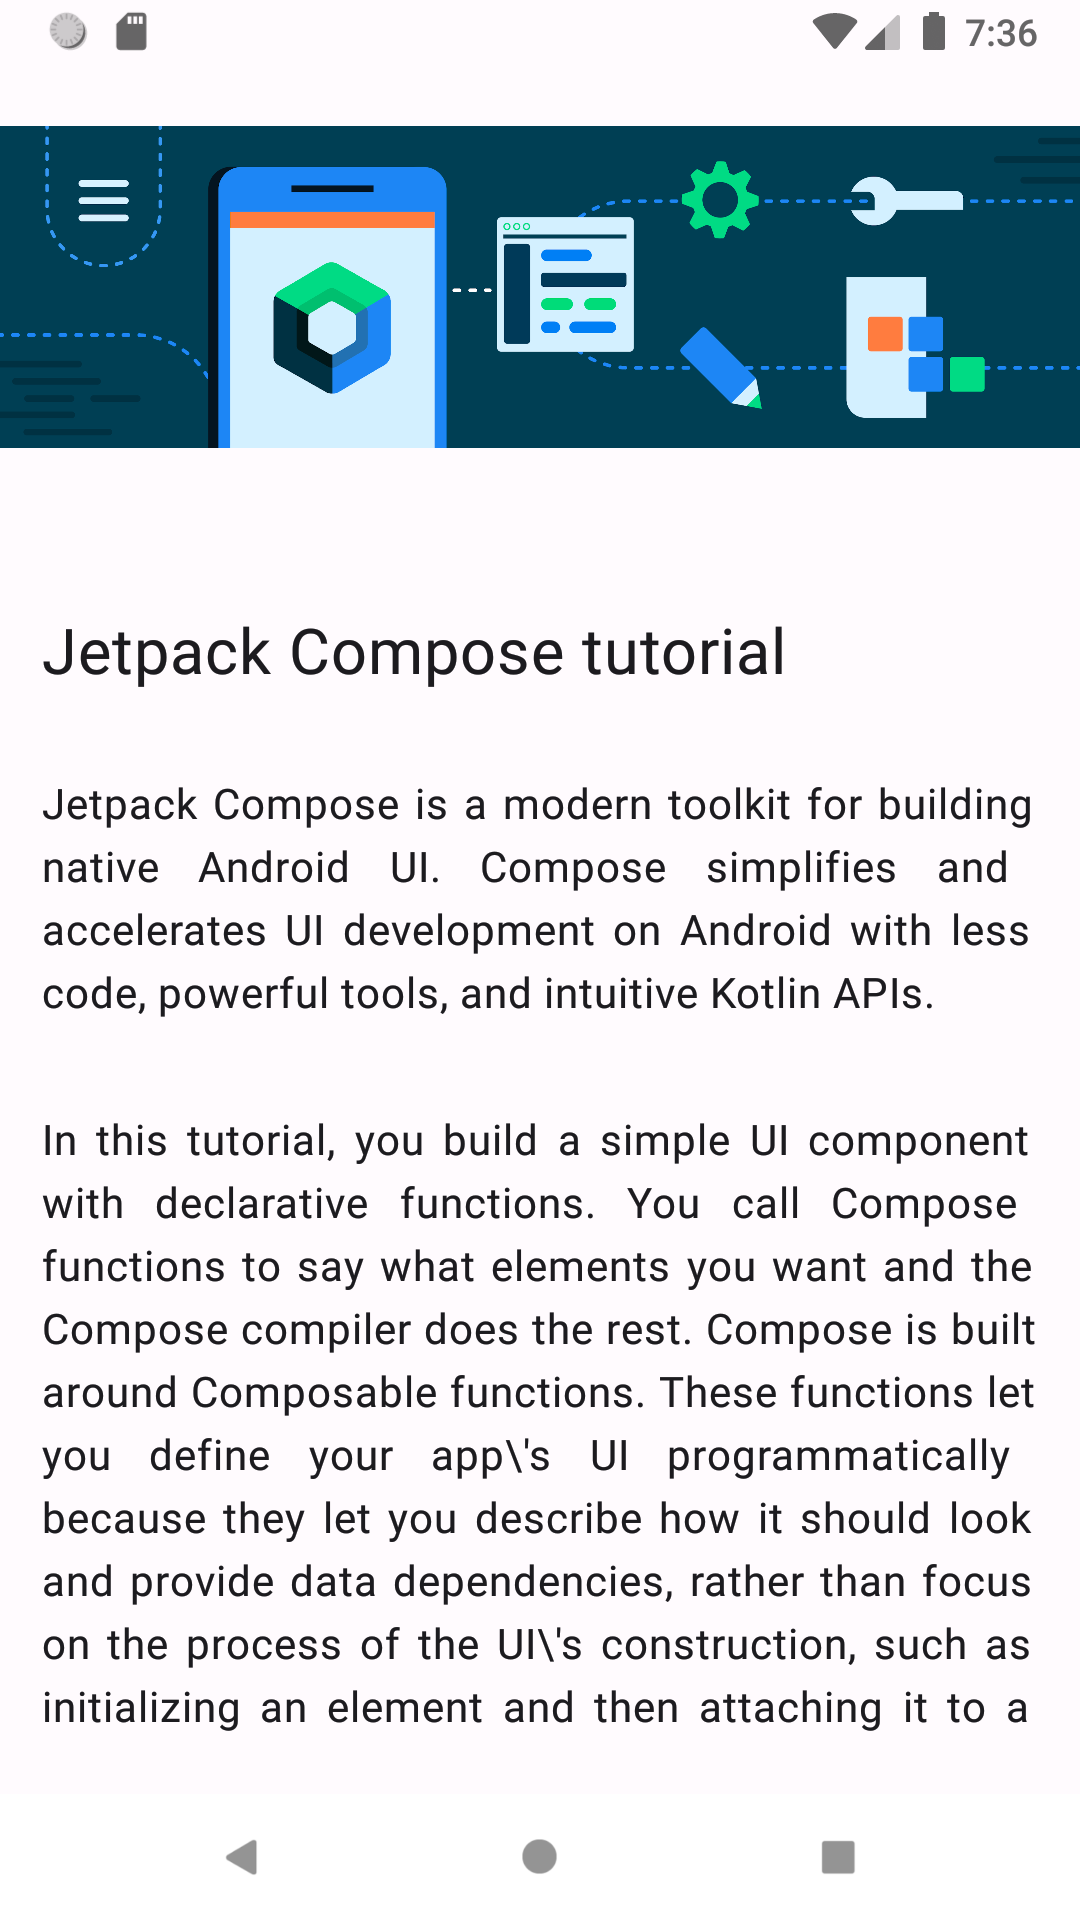 7:36
Jetpack Compose tutorial
Jetpack Compose is a modern toolkit for building
native Android UI. Compose simplifies and
accelerates UI development on Android with less
code, powerful tools, and intuitive Kotlin APIs.
In this tutorial, you build a simple UI component
with declarative functions. You call Compose
functions to say what elements you want and the
Compose compiler does the rest. Compose is built
around Composable functions. These functions let
you define your app\'s UI programmatically
because they let you describe how it should look
and provide data dependencies, rather than focus
on the process of the UI\'s construction, such as
initializing an element and then attaching it to a